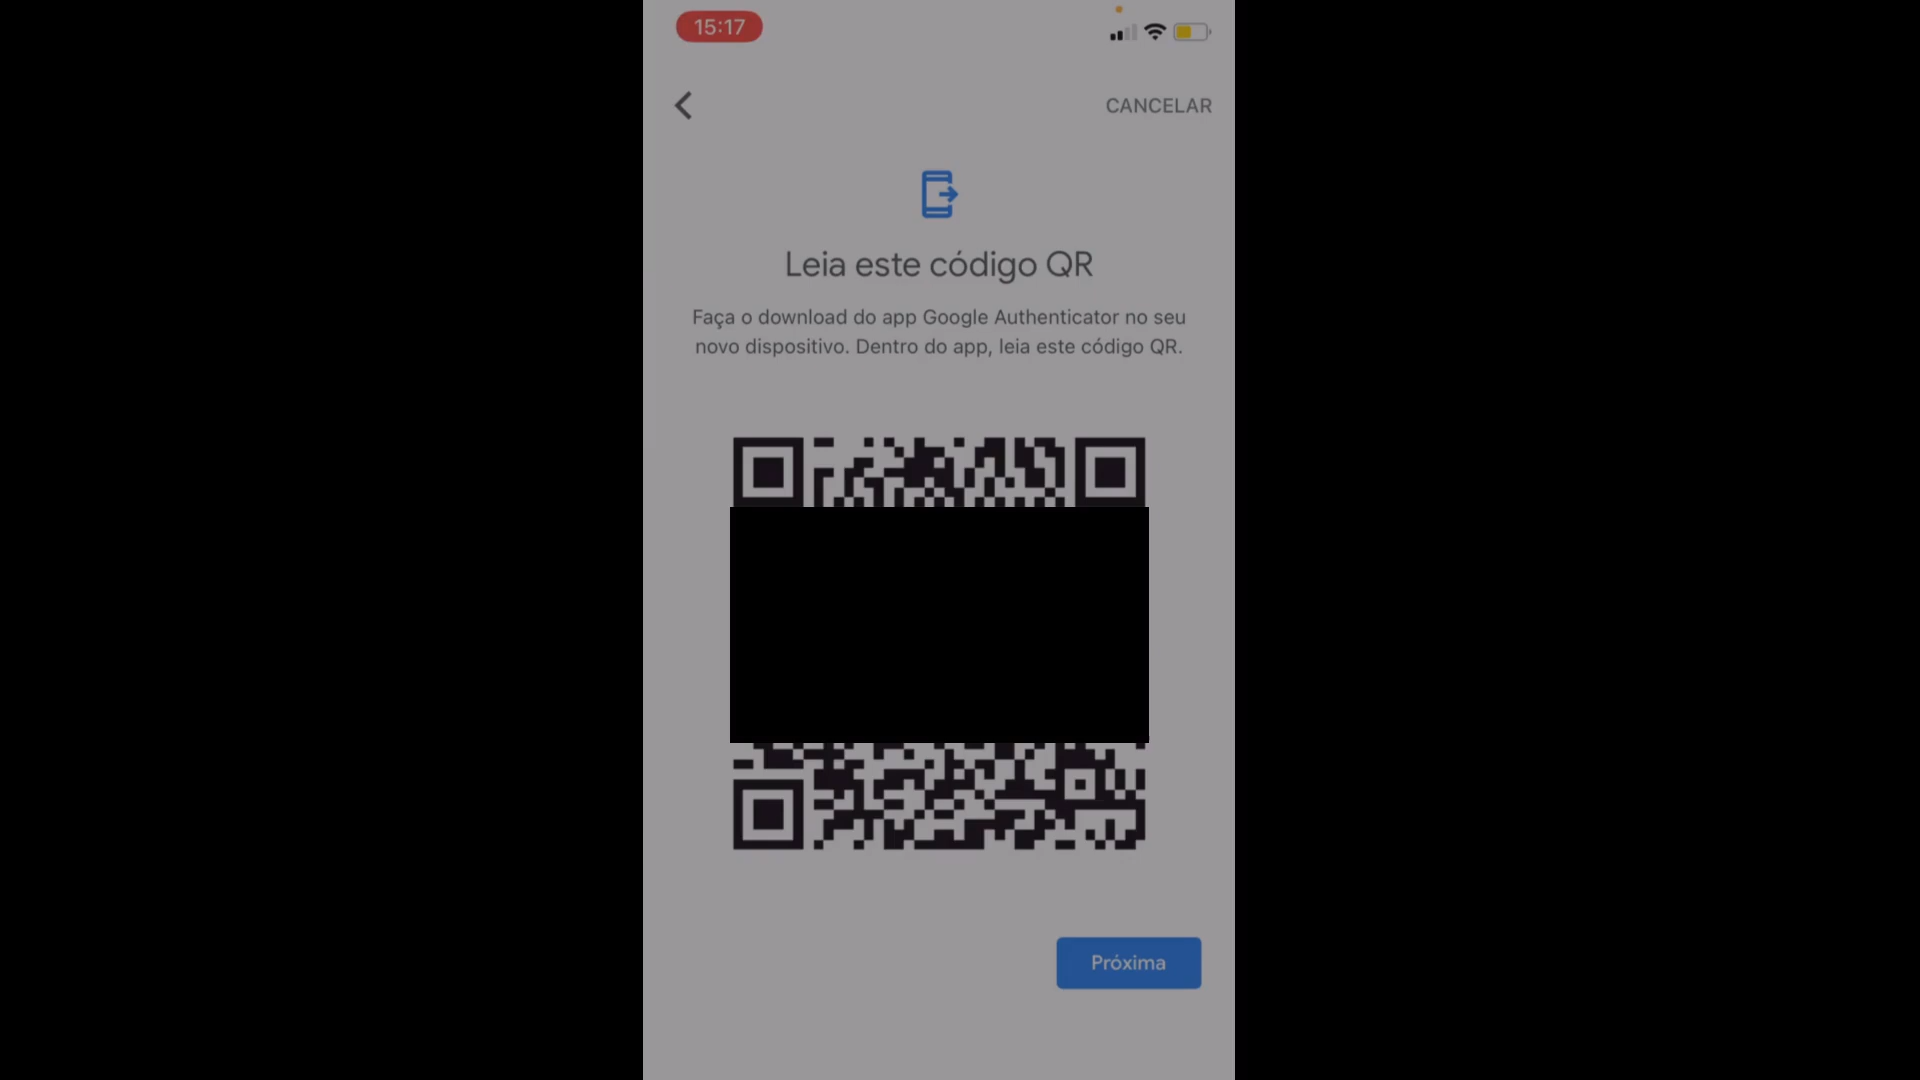 15:17
CANCELAR
Leia este código QR
Faça o download do app Google Authenticator no seu
novo dispositivo. Dentro do app, leia este código QR.
Próxima